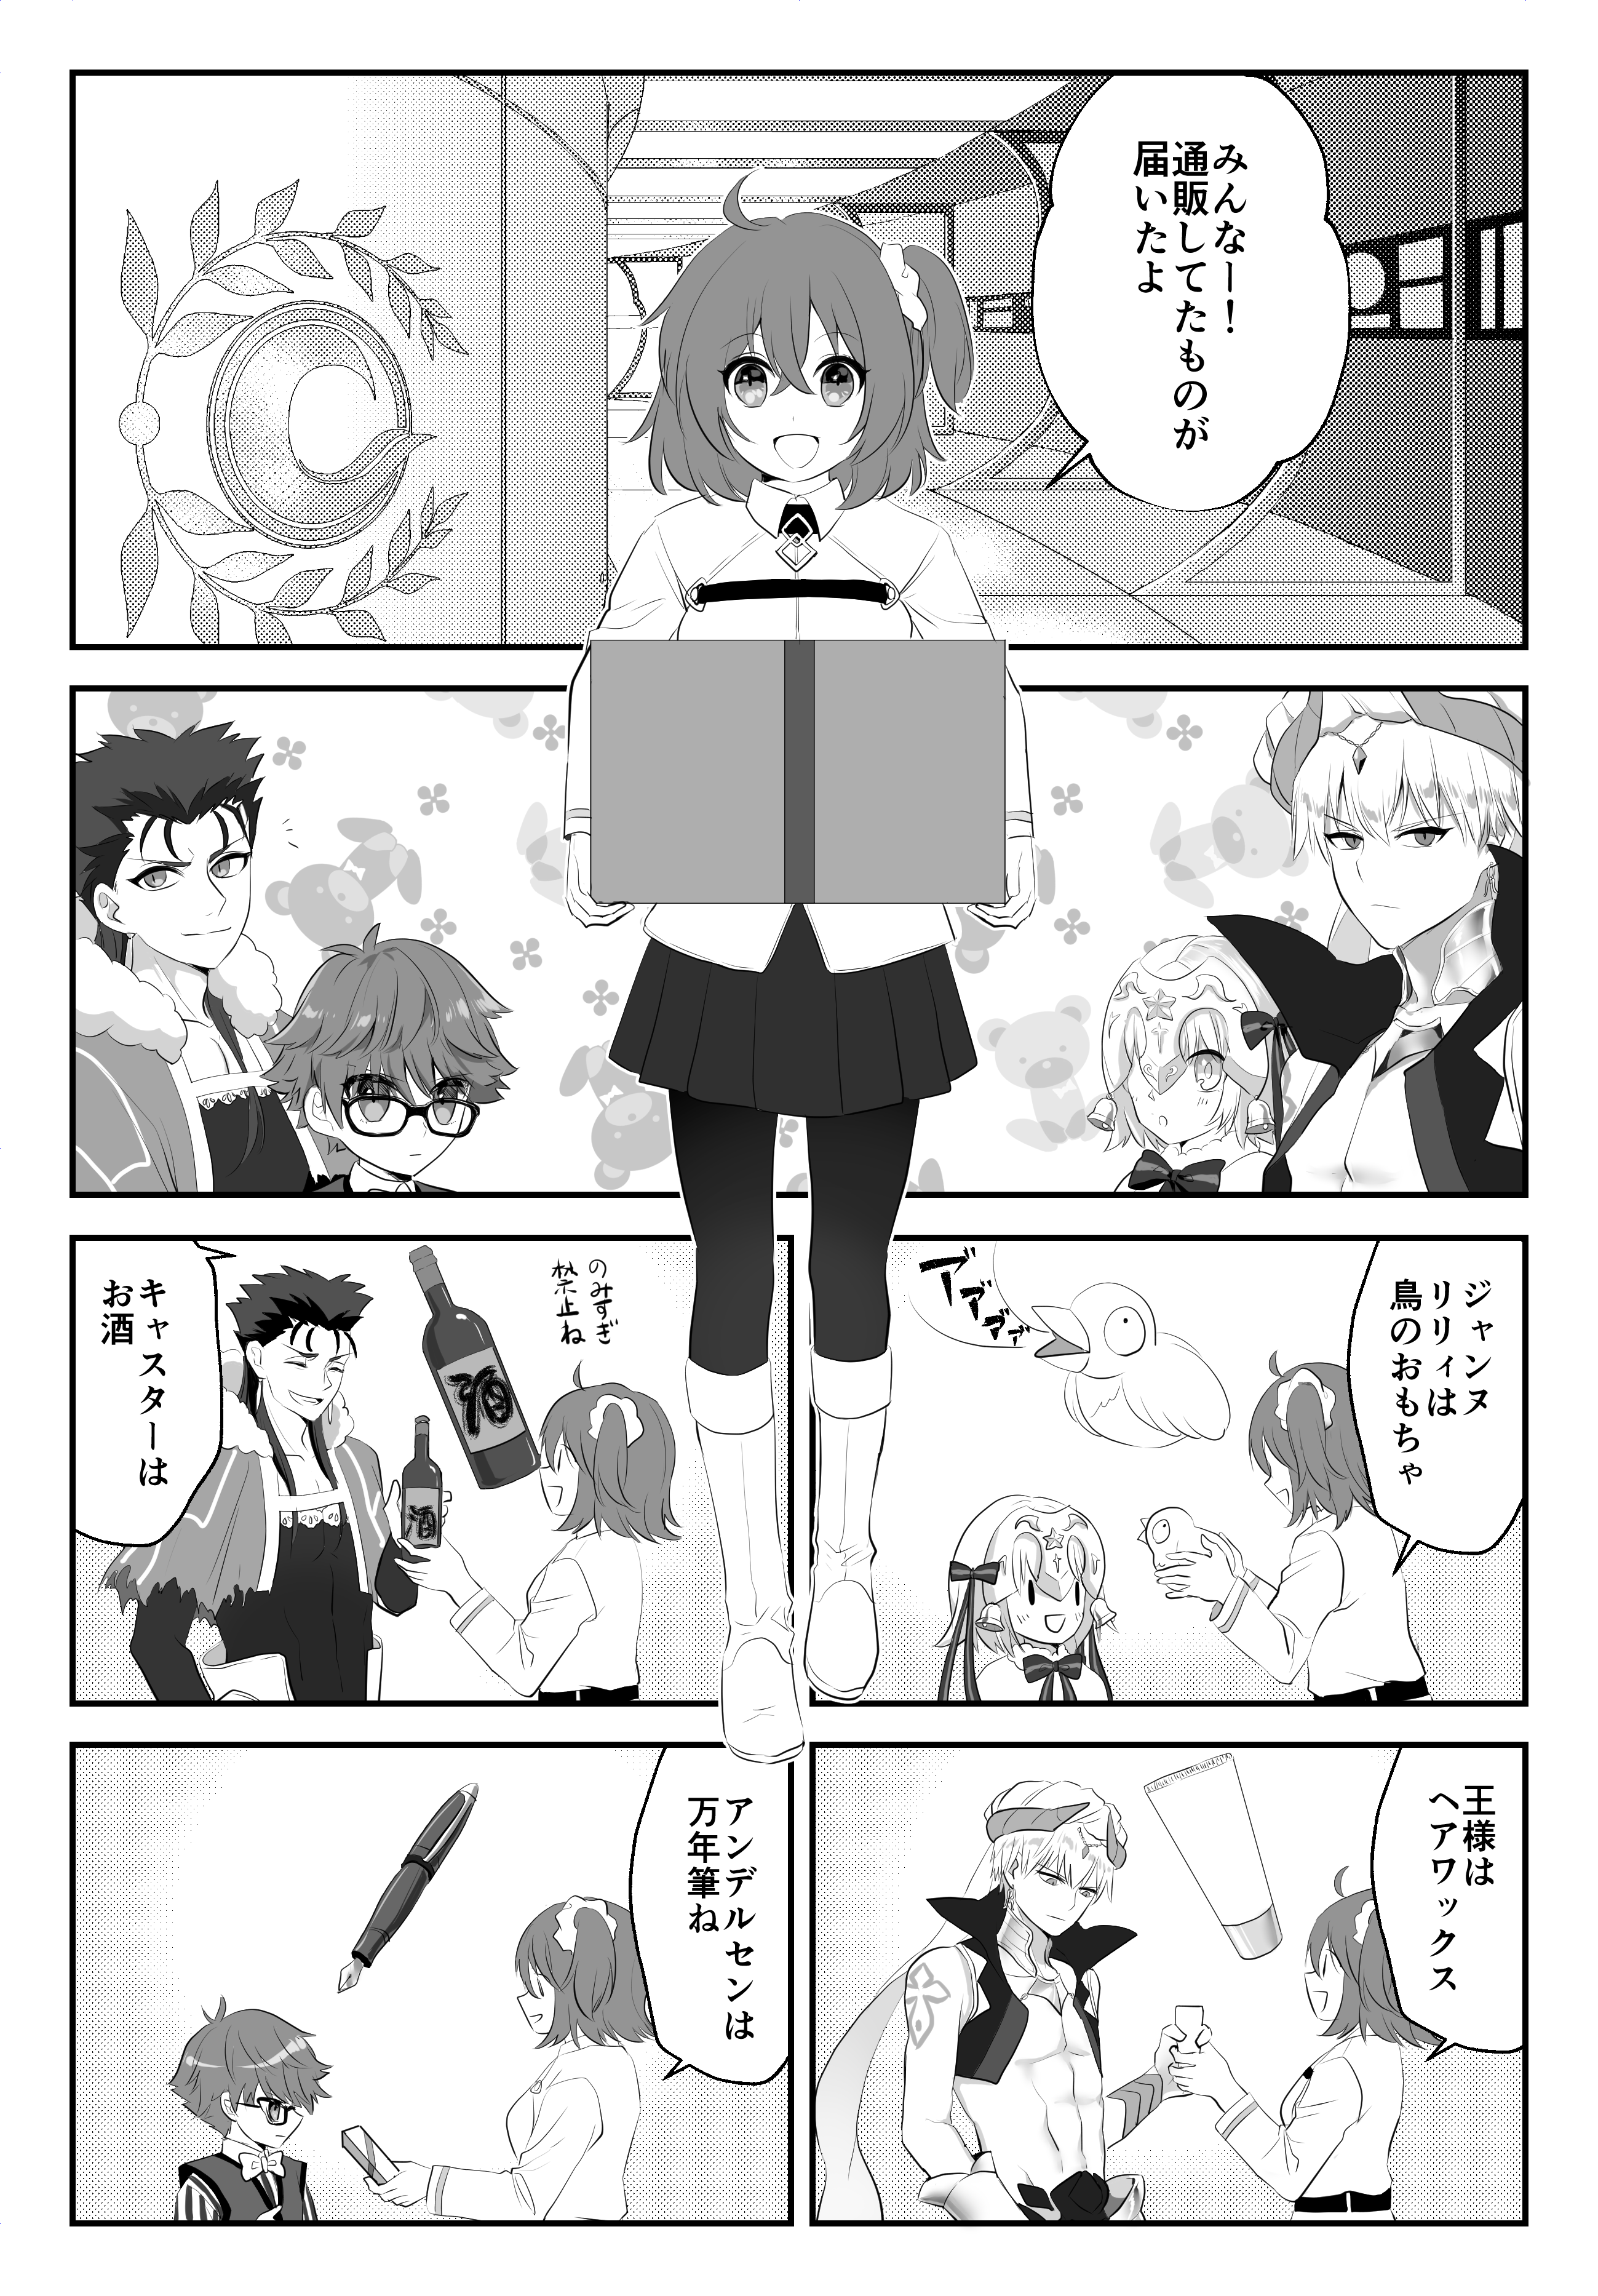 みんなー！
通販してたものが
届いたよ
ジャンヌ
リリィは
鳥のおもちゃ
ブアブブブ
のみすぎ
禁止ね
酒
酒
キャスターは
お酒
王様は
ヘアワックス
アンデルセンは
万年筆ね